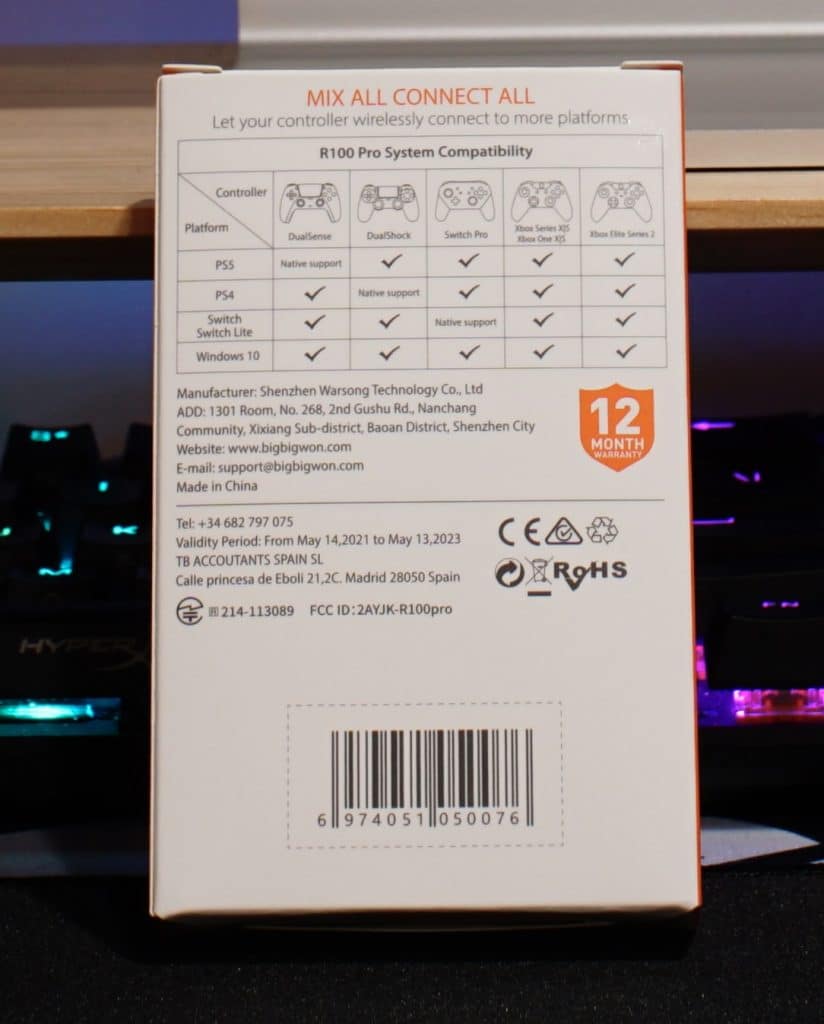 MIX ALL CONNECT ALL
Let your controller wirelessly connect to more platforms
R100 Pro System Compatibility
Controller
Platform
DualSense
DualShock
Switch Pro
Xbox Series X|S
Xbox One X|S
Xbox Elite Series 2
PS5 Native support ✓ ✓ ✓ ✓
PS4 ✓ Native support ✓ ✓ ✓
Switch
Switch Lite ✓ ✓ Native support ✓ ✓
Windows 10 ✓ ✓ ✓ ✓ ✓
Manufacturer: Shenzhen Warsong Technology Co., Ltd
ADD: 1301 Room, No. 268, 2nd Gushu Rd., Nanchang
Community, Xixiang Sub-district, Baoan District, Shenzhen City
Website: www.bigbigwon.com
E-mail: support@bigbigwon.com
Made in China
12
MONTH
WARRANTY
Tel: +34 682 797 075
Validity Period: From May 14,2021 to May 13,2023
TB ACCOUTANTS SPAIN SL
Calle princesa de Eboli 21,2C. Madrid 28050 Spain
CE
RoHS
R 214-113089 FCC ID: 2AYJK-R100pro
HYPERX
6 974051 050076